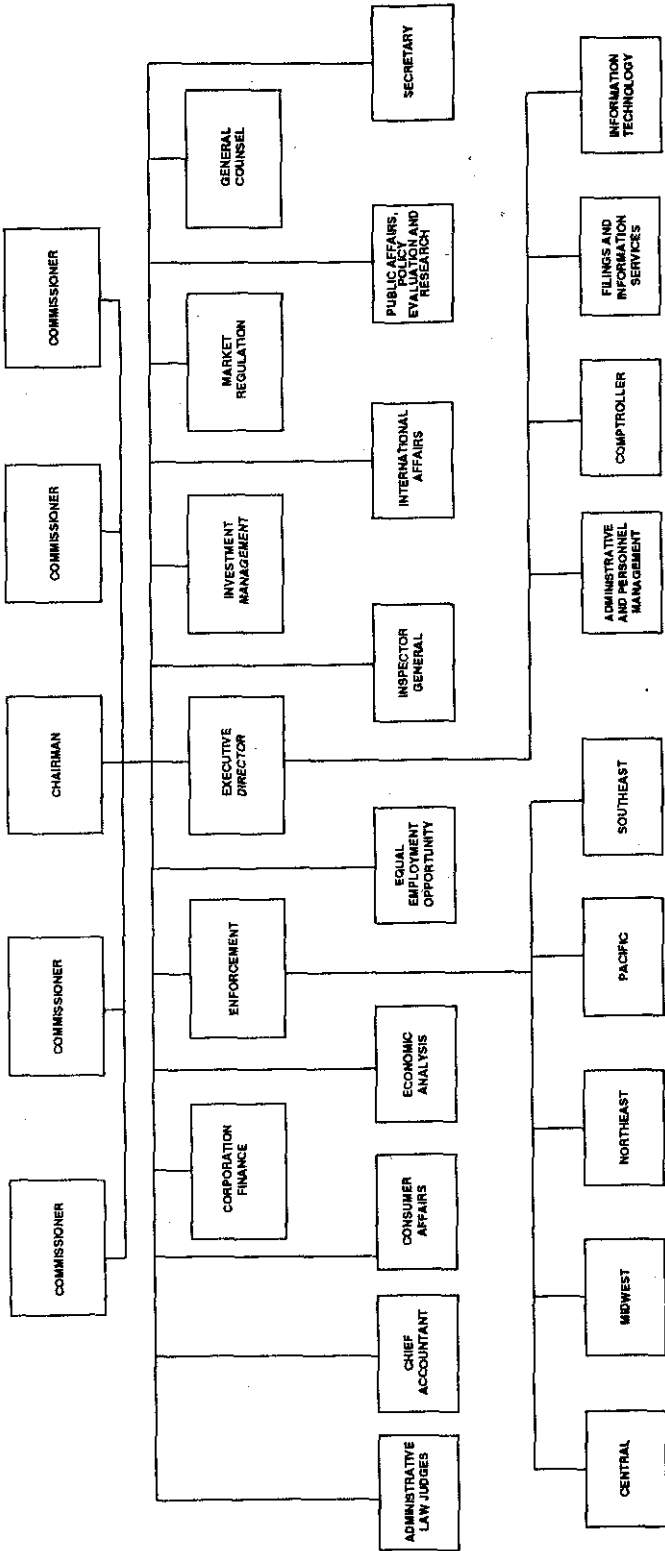 COMMISSIONER
COMMISSIONER
CHAIRMAN
COMMISSIONER
COMMISSIONER
CORPORATION
FINANCE
ENFORCEMENT
EXECUTIVE
DIRECTOR
INVESTMENT
MANAGEMENT
MARKET
REGULATION
GENERAL
COUNSEL
ADMINISTRATIVE
LAW JUDGES
CHIEF
ACCOUNTANT
CONSUMER
AFFAIRS
ECONOMIC
ANALYSIS
EQUAL
EMPLOYMENT
OPPORTUNITY
INSPECTOR
GENERAL
INTERNATIONAL
AFFAIRS
PUBLIC AFFAIRS,
POLICY
EVALUATION AND
RESEARCH
SECRETARY
CENTRAL
MIDWEST
NORTHEAST
PACIFIC
SOUTHEAST
ADMINISTRATIVE
AND PERSONNEL
MANAGEMENT
COMPTROLLER
FILINGS AND
INFORMATION
SERVICES
INFORMATION
TECHNOLOGY